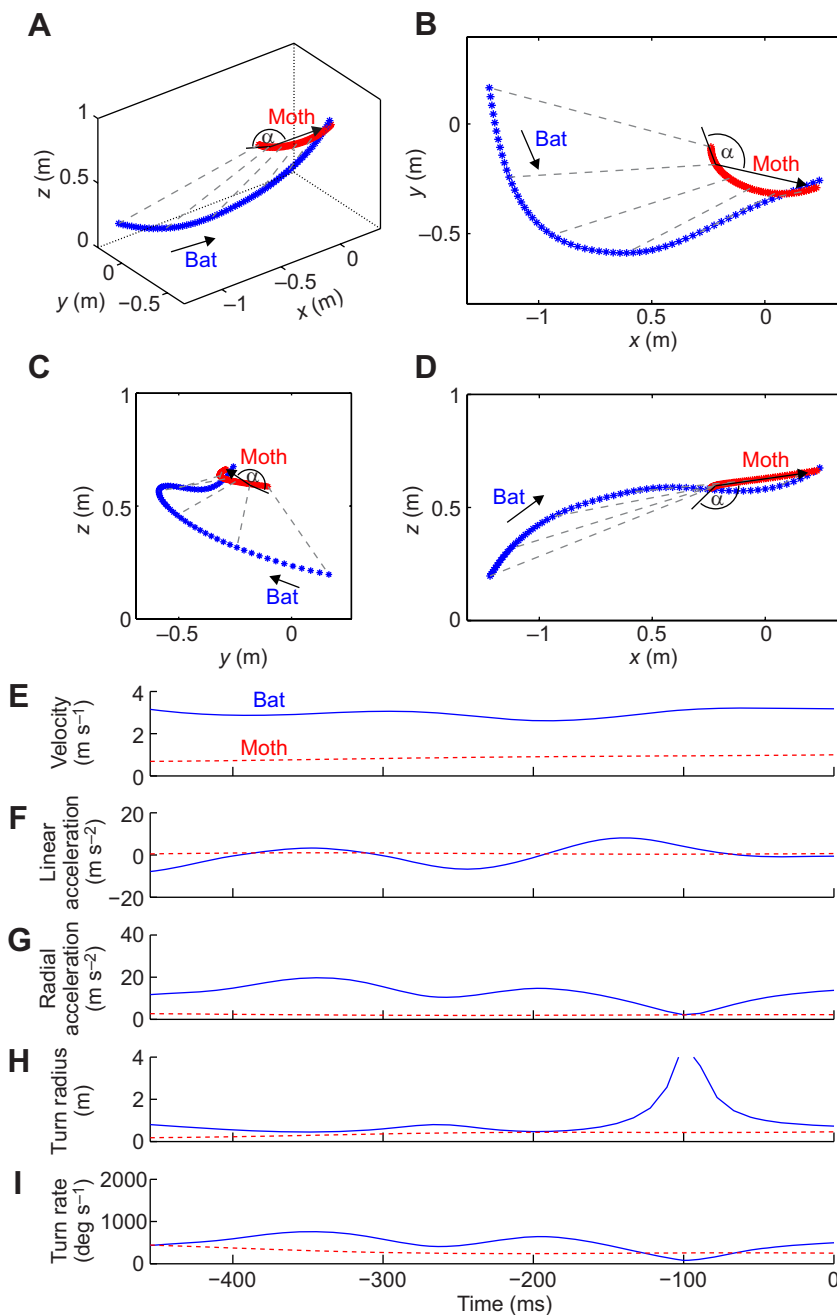 A
B
1
0.5
0
z (m)
α
Moth
Bat
0
−0.5
y (m)
−1
−0.5
0
x (m)
0
−0.5
y (m)
Bat
α
Moth
−1
0.5
0
x (m)
C
D
1
0.5
0
z (m)
Moth
α
Bat
−0.5
0
y (m)
1
0.5
0
z (m)
Bat
Moth
α
−1
0.5
0
x (m)
E
Velocity
(m s−1)
4
2
0
Bat
Moth
F
Linear
acceleration
(m s−2)
20
0
−20
G
Radial
acceleration
(m s−2)
40
20
0
H
Turn radius
(m)
4
2
0
I
Turn rate
(deg s−1)
2000
1000
0
−400
−300
−200
−100
0
Time (ms)